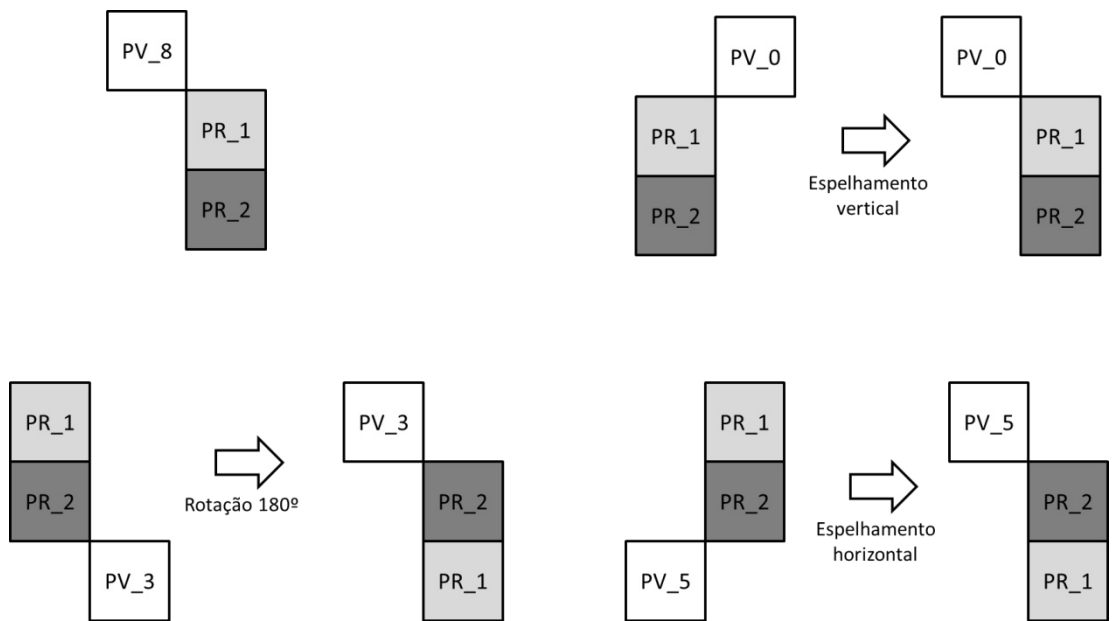 PV_8
PR_1
PR_2
PV_0
PR_1
PR_2
Espelhamento
vertical
PV_0
PR_1
PR_2
PR_1
PR_2
PV_3
Rotação 180º
PV_3
PR_2
PR_1
PR_1
PR_2
PV_5
Espelhamento
horizontal
PV_5
PR_2
PR_1